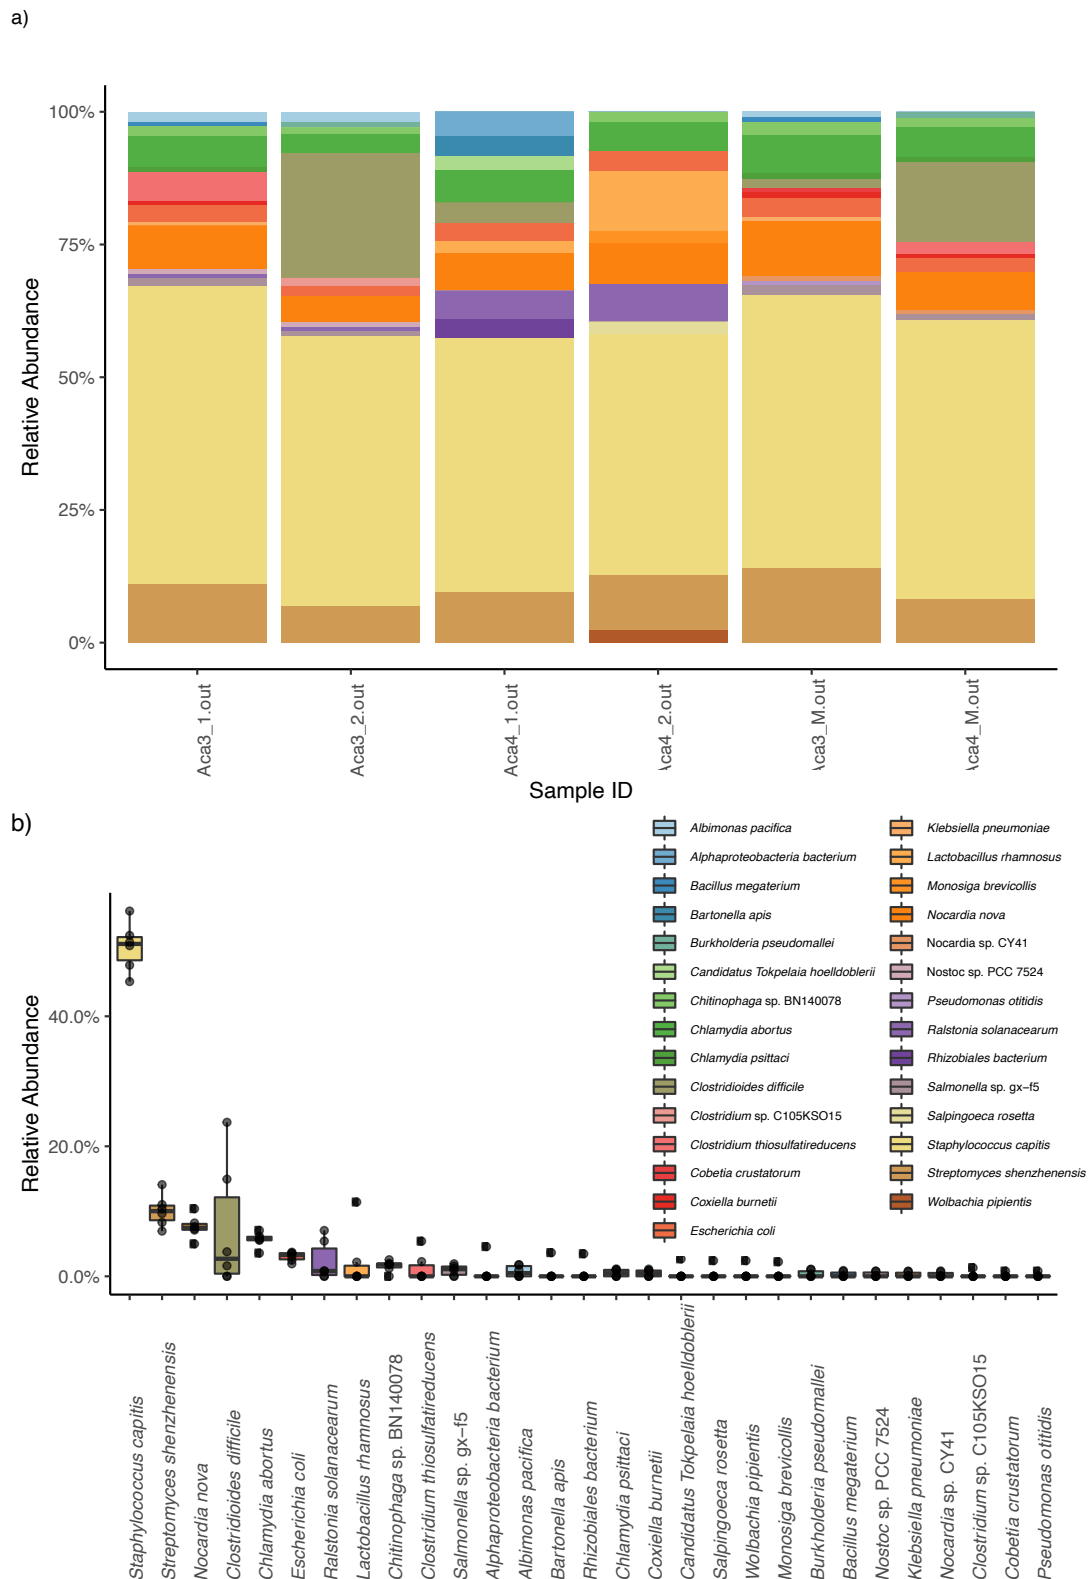 a)
100%
75%
50%
25%
0%
Relative Abundance
Aca3_1.out
Aca3_2.out
Aca4_1.out
Aca4_2.out
Aca3_M.out
Aca4_M.out
Sample ID
b)
Albimonas pacifica
Alphaproteobacteria bacterium
Bacillus megaterium
Bartonella apis
Burkholderia pseudomallei
Candidatus Tokpelaia hoelldoblerii
Chitinophaga sp. BN140078
Chlamydia abortus
Chlamydia psittaci
Clostridioides difficile
Clostridium sp. C105KSO15
Clostridium thiosulfatireducens
Cobetia crustatorum
Coxiella burnetii
Escherichia coli
Klebsiella pneumoniae
Lactobacillus rhamnosus
Monosiga brevicollis
Nocardia nova
Nocardia sp. CY41
Nostoc sp. PCC 7524
Pseudomonas otitidis
Ralstonia solanacearum
Rhizobiales bacterium
Salmonella sp. gx−f5
Salpingoeca rosetta
Staphylococcus capitis
Streptomyces shenzhenensis
Wolbachia pipientis
40.0%
20.0%
0.0%
Relative Abundance
Staphylococcus capitis
Streptomyces shenzhenensis
Nocardia nova
Clostridioides difficile
Chlamydia abortus
Escherichia coli
Ralstonia solanacearum
Lactobacillus rhamnosus
Chitinophaga sp. BN140078
Clostridium thiosulfatireducens
Salmonella sp. gx−f5
Alphaproteobacteria bacterium
Albimonas pacifica
Bartonella apis
Rhizobiales bacterium
Chlamydia psittaci
Coxiella burnetii
Candidatus Tokpelaia hoelldoblerii
Salpingoeca rosetta
Wolbachia pipientis
Monosiga brevicollis
Burkholderia pseudomallei
Bacillus megaterium
Nostoc sp. PCC 7524
Klebsiella pneumoniae
Nocardia sp. CY41
Clostridium sp. C105KSO15
Cobetia crustatorum
Pseudomonas otitidis